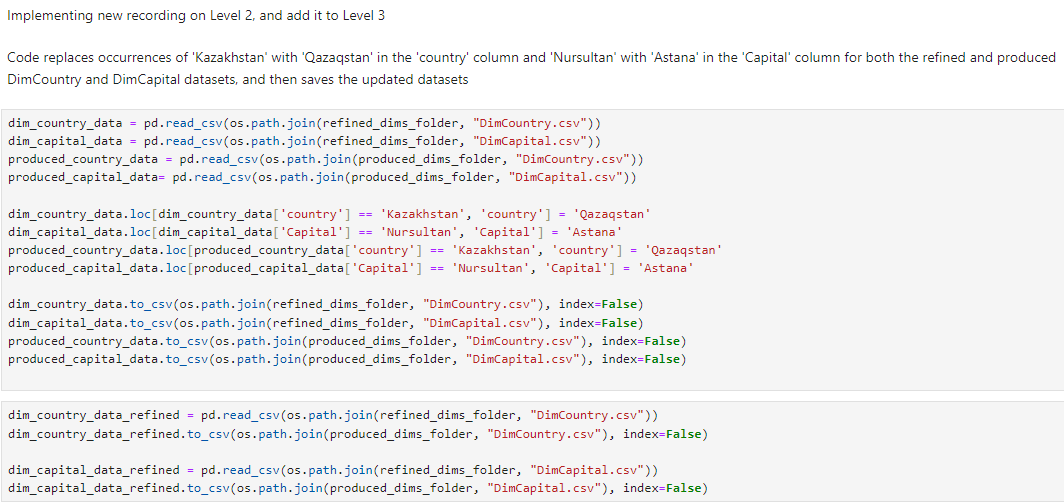 Implementing new recording on Level 2, and add it to Level 3
Code replaces occurrences of 'Kazakhstan' with 'Qazaqstan' in the 'country' column and 'Nursultan' with 'Astana' in the 'Capital' column for both the refined and produced
DimCountry and DimCapital datasets, and then saves the updated datasets
dim_country_data = pd.read_csv(os.path.join(refined_dims_folder, "DimCountry.csv"))
dim_capital_data = pd.read_csv(os.path.join(refined_dims_folder, "DimCapital.csv"))
produced_country_data = pd.read_csv(os.path.join(produced_dims_folder, "DimCountry.csv"))
produced_capital_data= pd.read_csv(os.path.join(produced_dims_folder, "DimCapital.csv"))
dim_country_data.loc[dim_country_data['country'] == 'Kazakhstan', 'country'] = 'Qazaqstan'
dim_capital_data.loc[dim_capital_data['Capital'] == 'Nursultan', 'Capital'] = 'Astana'
produced_country_data.loc[produced_country_data['country'] == 'Kazakhstan', 'country'] = 'Qazaqstan'
produced_capital_data.loc[produced_capital_data['Capital'] == 'Nursultan', 'Capital'] = 'Astana'
dim_country_data.to_csv(os.path.join(refined_dims_folder, "DimCountry.csv"), index=False)
dim_capital_data.to_csv(os.path.join(refined_dims_folder, "DimCapital.csv"), index=False)
produced_country_data.to_csv(os.path.join(produced_dims_folder, "DimCountry.csv"), index=False)
produced_capital_data.to_csv(os.path.join(produced_dims_folder, "DimCapital.csv"), index=False)
dim_country_data_refined = pd.read_csv(os.path.join(refined_dims_folder, "DimCountry.csv"))
dim_country_data_refined.to_csv(os.path.join(produced_dims_folder, "DimCountry.csv"), index=False)
dim_capital_data_refined = pd.read_csv(os.path.join(refined_dims_folder, "DimCapital.csv"))
dim_capital_data_refined.to_csv(os.path.join(produced_dims_folder, "DimCapital.csv"), index=False)